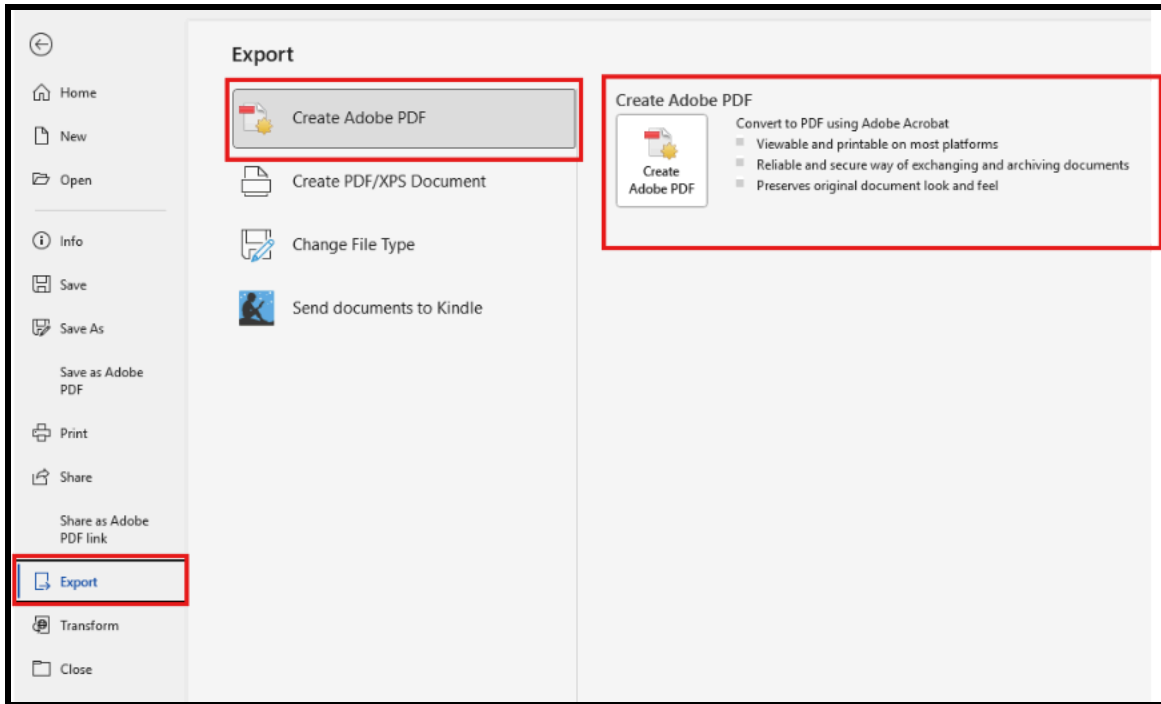 Home
New
Open
Info
Save
Save As
Save as Adobe
PDF
Print
Share
Share as Adobe
PDF link
Export
Transform
Close
Export
Create Adobe PDF
Create PDF/XPS Document
Change File Type
Send documents to Kindle
Create Adobe PDF
Create
Adobe PDF
Convert to PDF using Adobe Acrobat
Viewable and printable on most platforms
Reliable and secure way of exchanging and archiving documents
Preserves original document look and feel